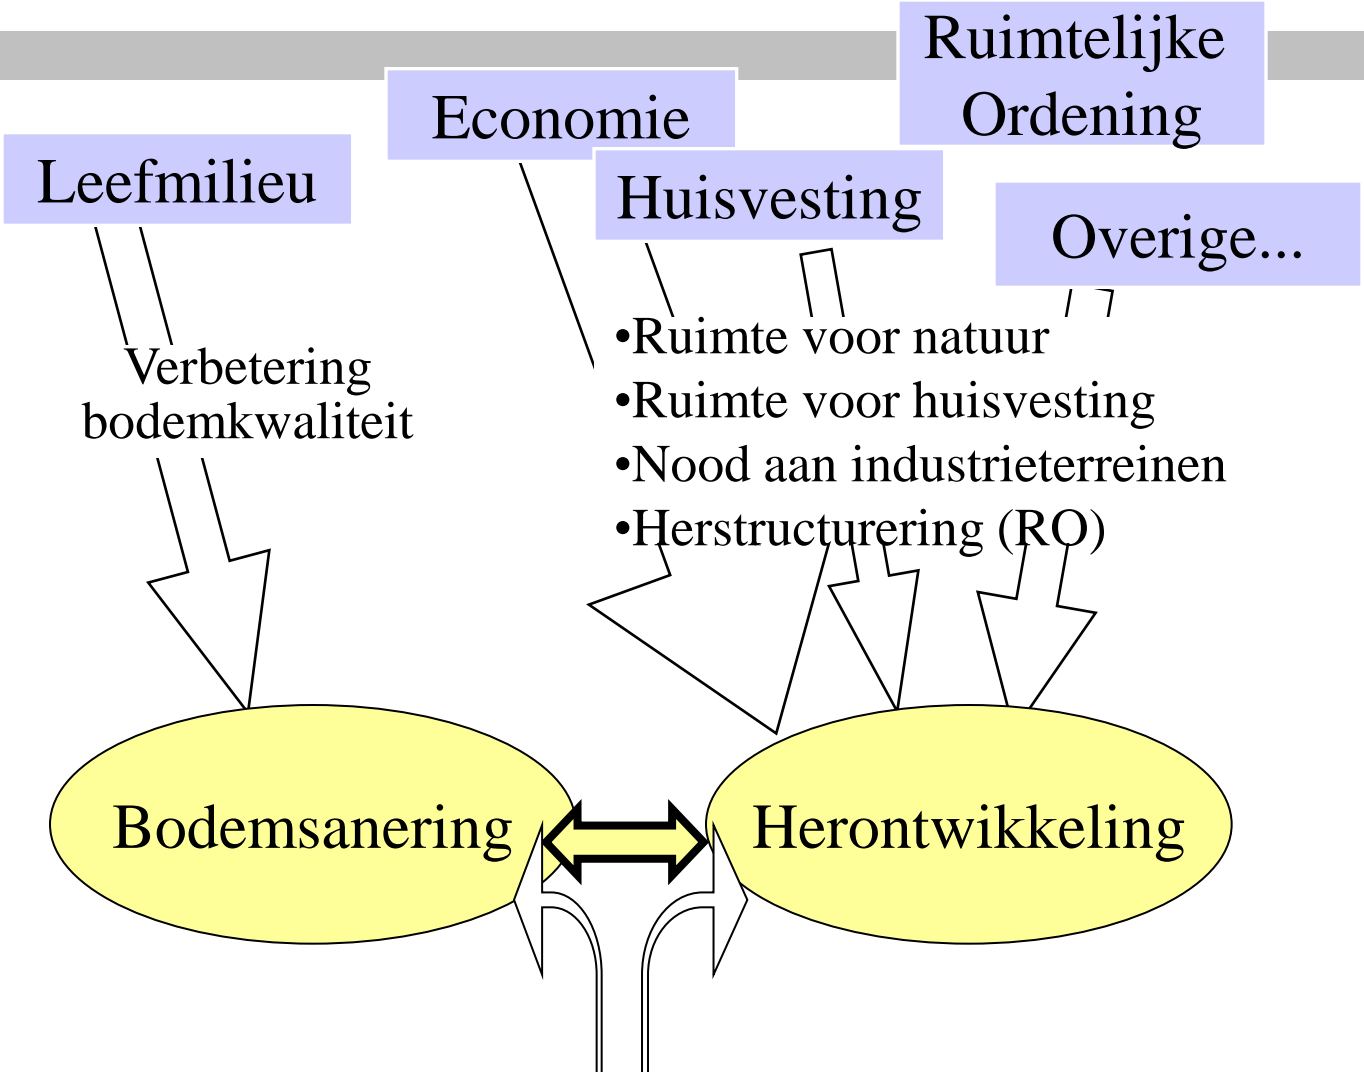 Ruimtelijke
Ordening
Economie
Leefmilieu
Huisvesting
Overige...
•Ruimte voor natuur
Verbetering
bodemkwaliteit
•Ruimte voor huisvesting
•Nood aan industrieterreinen
•Herstructurering (RO)
Bodemsanering
Herontwikkeling